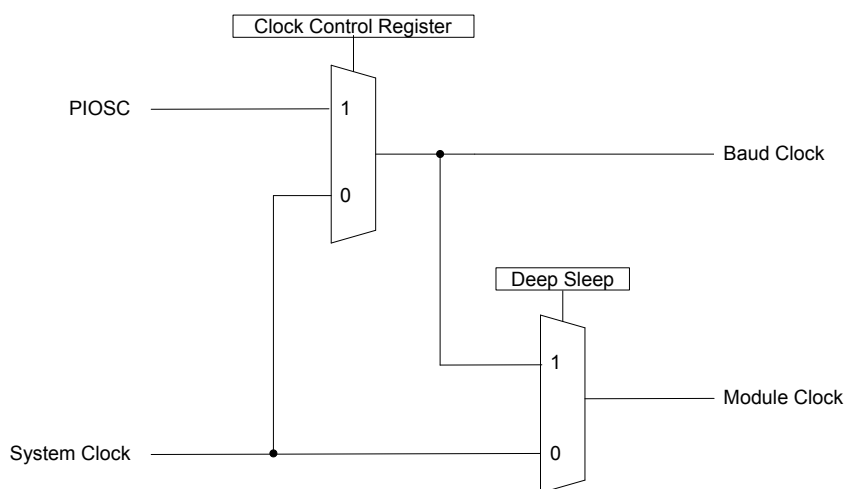 Clock Control Register
PIOSC
1
Baud Clock
0
Deep Sleep
1
Module Clock
System Clock
0